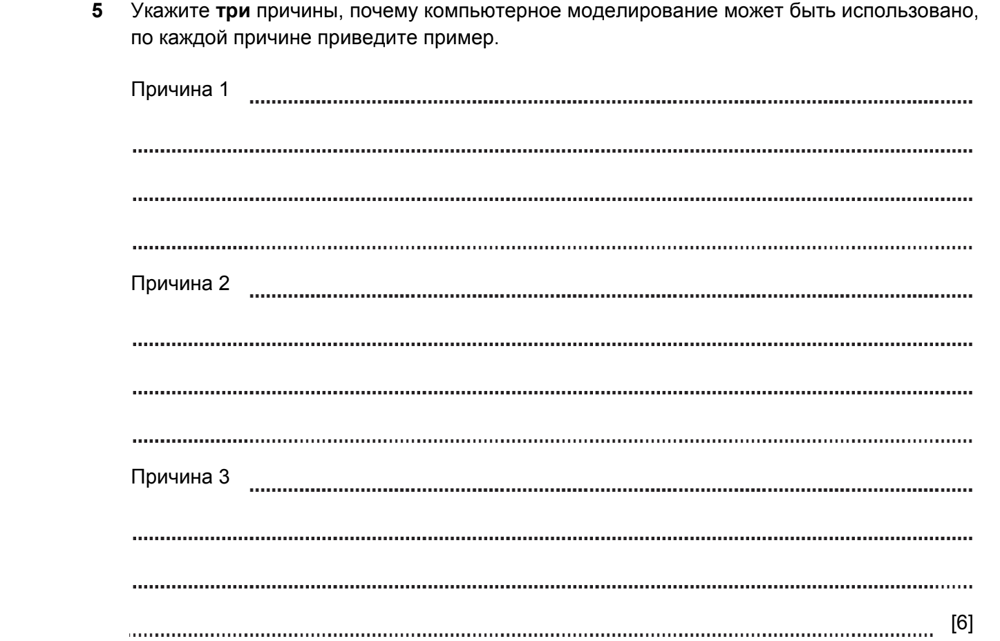 5 Укажите три причины, почему компьютерное моделирование может быть использовано,
по каждой причине приведите пример.
Причина 1
Причина 2
Причина 3
[6]